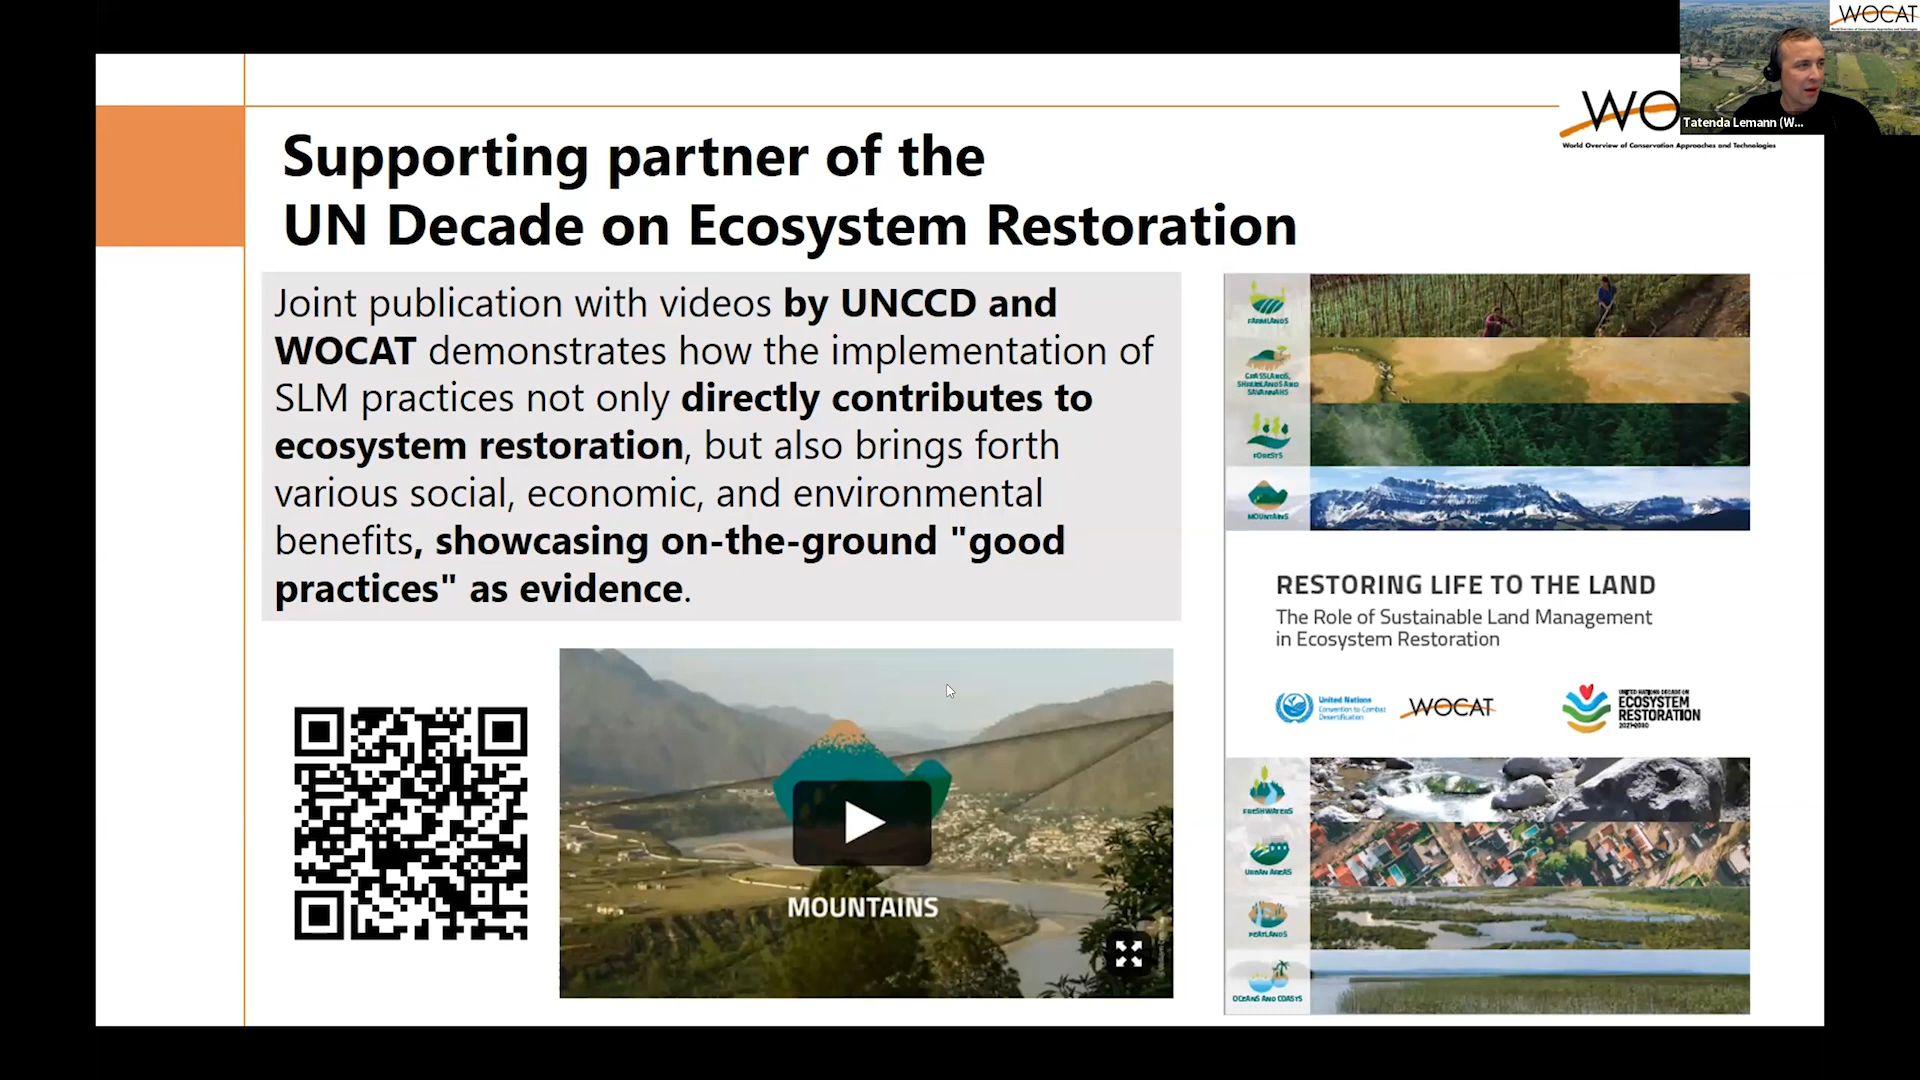 WOCAT
Tatenda Lemann (W...
WO
World Overview of Conservation Approaches and Technologies
Supporting partner of the
UN Decade on Ecosystem Restoration
Joint publication with videos by UNCCD and
WOCAT demonstrates how the implementation of
SLM practices not only directly contributes to
ecosystem restoration, but also brings forth
various social, economic, and environmental
benefits, showcasing on-the-ground "good
practices" as evidence.
MOUNTAINS
FARMLANDS
GRASSLANDS,
SHRUBLANDS AND
SAVANNAHS
FORESTS
MOUNTAINS
RESTORING LIFE TO THE LAND
The Role of Sustainable Land Management
in Ecosystem Restoration
United Nations
Convention to Combat
Desertification
WOCAT
UNITED NATIONS DECADE ON
ECOSYSTEM
RESTORATION
2021-2030
FRESHWATERS
URBAN AREAS
PEATLANDS
OCEANS AND COASTS